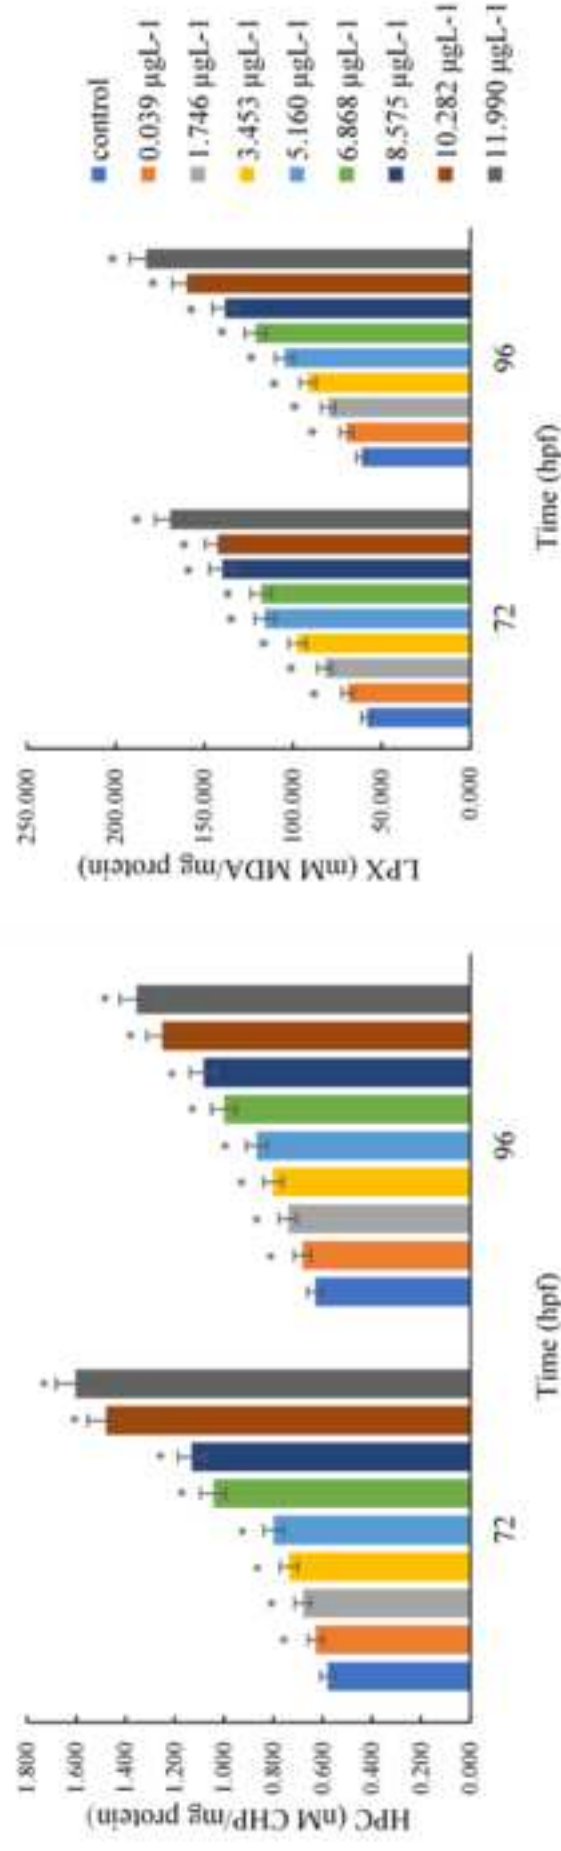 HPC (nM CHP/mg protein)
1.800
1.600
1.400
1.200
1.000
0.800
0.600
0.400
0.200
0.000
72
96
Time (hpf)
LPX (mM MDA/mg protein)
250.000
200.000
150.000
100.000
50.000
0.000
72
96
Time (hpf)
control
0.039 µgL-1
1.746 µgL-1
3.453 µgL-1
5.160 µgL-1
6.868 µgL-1
8.575 µgL-1
10.282 µgL-1
11.990 µgL-1